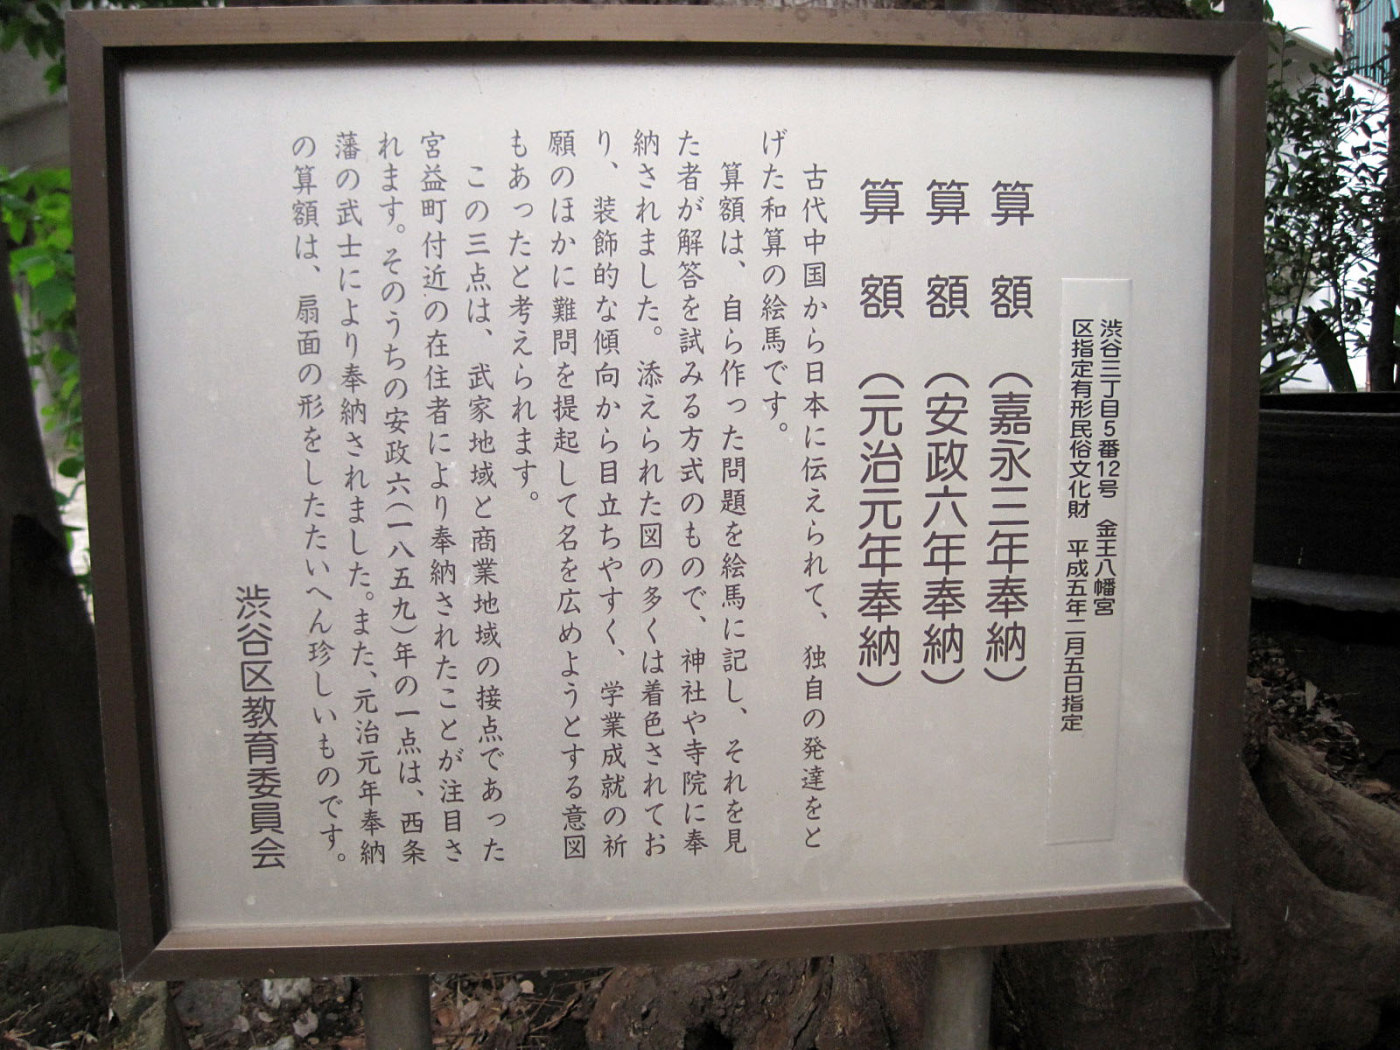 渋谷三丁目5番12号　金王八幡宮
区指定有形民俗文化財　平成五年二月五日指定
算　額　（嘉永三年奉納）
算　額　（安政六年奉納）
算　額　（元治元年奉納）
古代中国から日本に伝えられて、独自の発達をと
げた和算の絵馬です。
算額は、自ら作った問題を絵馬に記し、それを見
た者が解答を試みる方式のもので、神社や寺院に奉
納されました。添えられた図の多くは着色されてお
り、装飾的な傾向から目立ちやすく、学業成就の祈
願のほかに難問を提起して名を広めようとする意図
もあったと考えられます。
この三点は、武家地域と商業地域の接点であった
宮益町付近の在住者により奉納されたことが注目さ
れます。そのうちの安政六（一八五九）年の一点は、西条
藩の武士により奉納されました。また、元治元年奉納
の算額は、扇面の形をしたたいへん珍しいものです。
渋谷区教育委員会